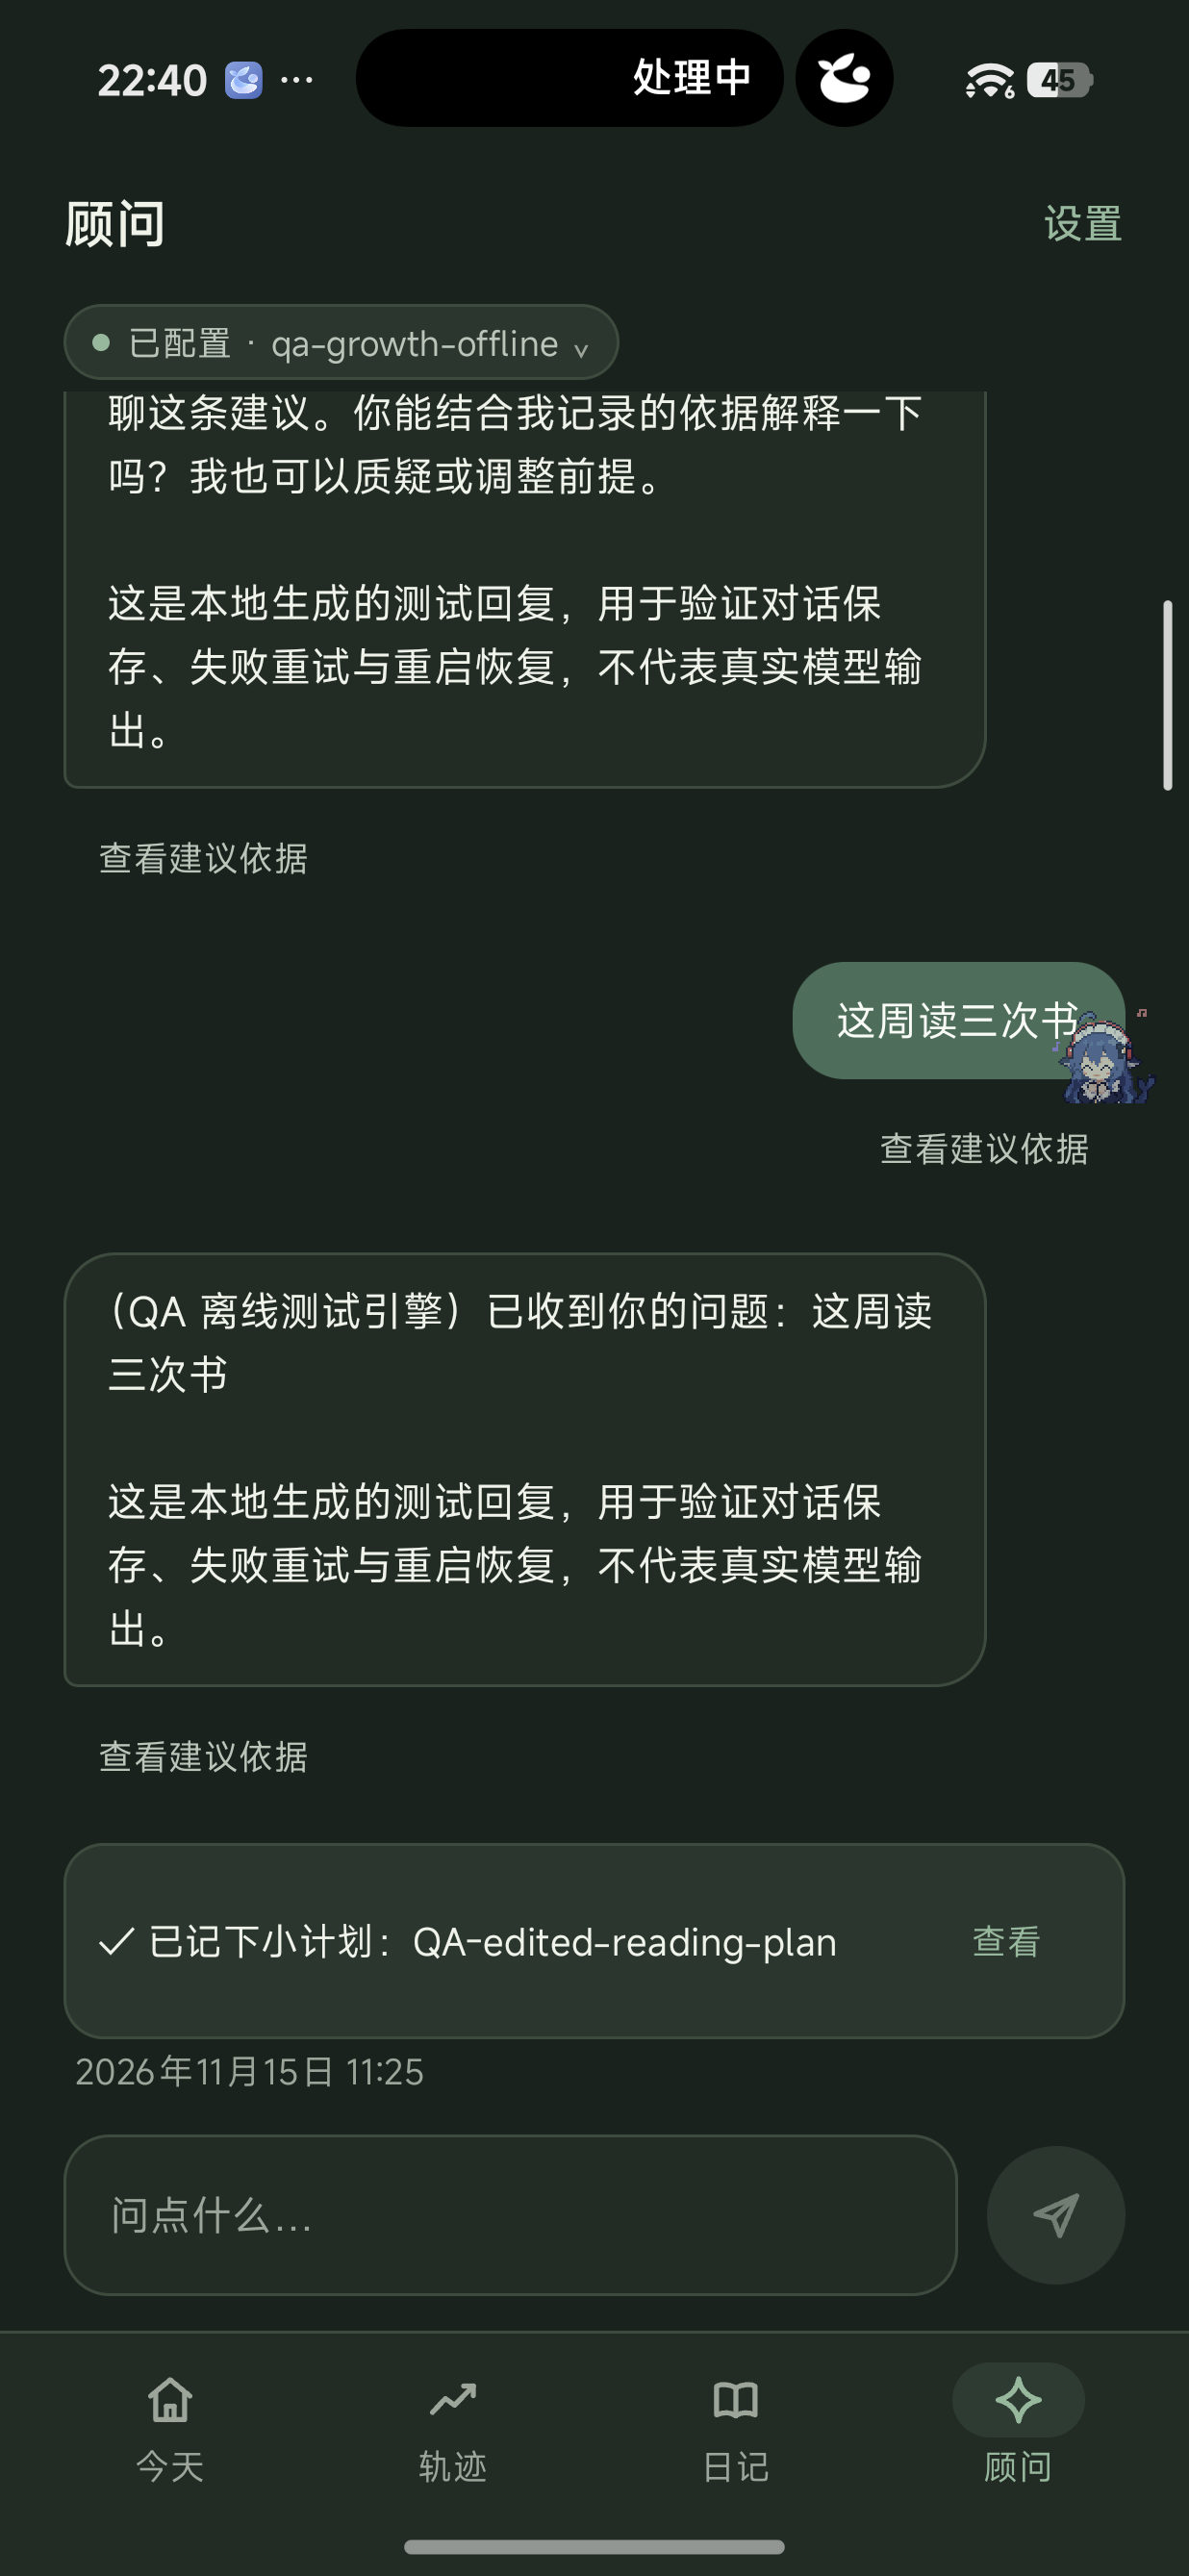 22:40
处理中
45
6
顾问
设置
已配置 · qa-growth-offline
聊这条建议。你能结合我记录的依据解释一下
吗？我也可以质疑或调整前提。
这是本地生成的测试回复，用于验证对话保
存、失败重试与重启恢复，不代表真实模型输
出。
查看建议依据
这周读三次书
查看建议依据
（QA 离线测试引擎）已收到你的问题：这周读
三次书
这是本地生成的测试回复，用于验证对话保
存、失败重试与重启恢复，不代表真实模型输
出。
查看建议依据
已记下小计划：QA-edited-reading-plan
查看
2026年11月15日 11:25
问点什么...
今天
轨迹
日记
顾问